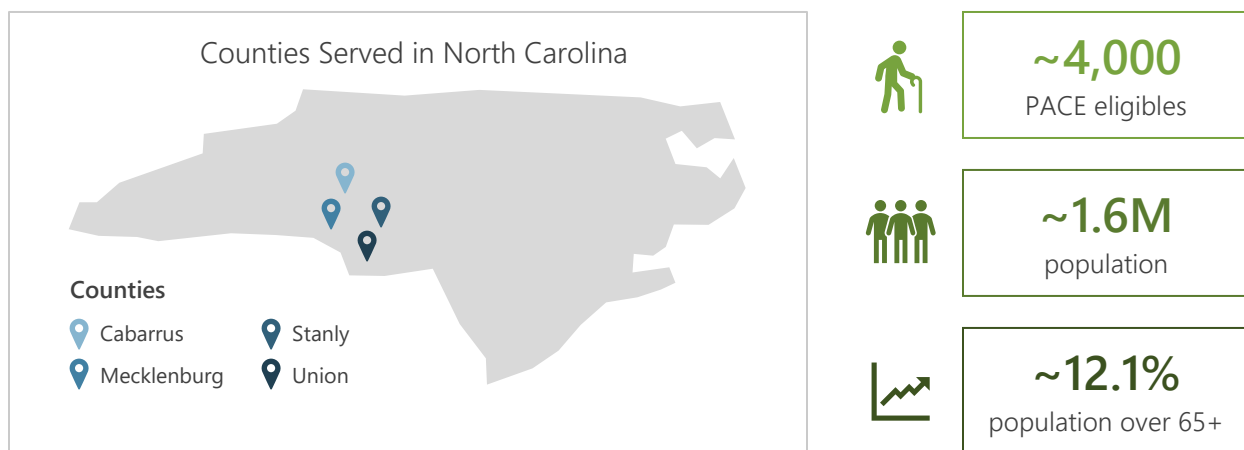 Counties Served in North Carolina
Counties
Cabarrus
Stanly
Mecklenburg
Union
~4,000
PACE eligibles
~1.6M
population
~12.1%
population over 65+